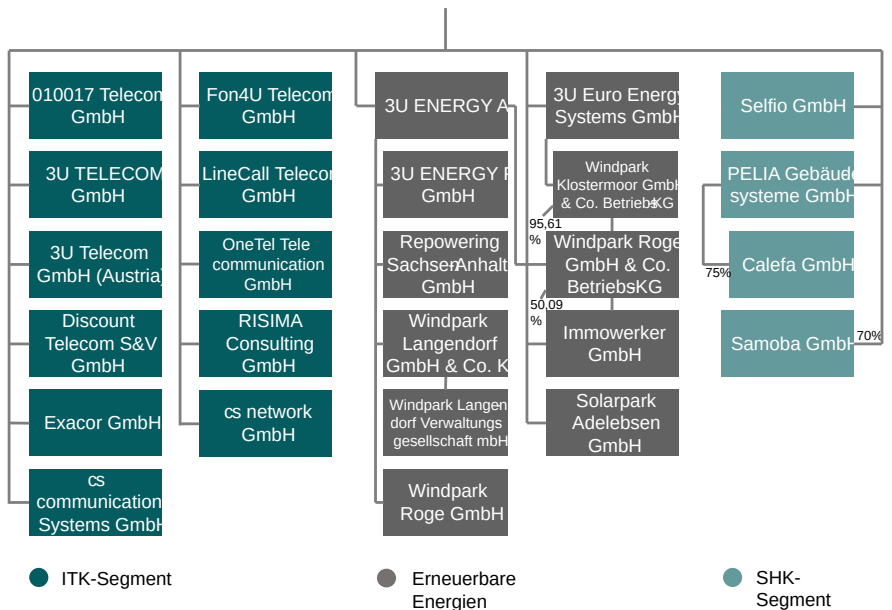 010017 Telecom
GmbH
3U TELECOM
GmbH
3U Telecom
GmbH (Austria)
Discount
Telecom S&V
GmbH
Exacor GmbH
cs
communication
Systems GmbH
Fon4U Telecom
GmbH
LineCall Telecom
GmbH
OneTel Tele
communication
GmbH
RISIMA
Consulting
GmbH
cs network
GmbH
3U ENERGY A
3U ENERGY P
GmbH
Repowering
Sachsen-Anhalt
GmbH
Windpark
Langendorf
GmbH & Co. K
Windpark Langen-
dorf Verwaltungs
gesellschaft mbH
Windpark
Roge GmbH
3U Euro Energy
Systems GmbH
Windpark
Klostermoor GmbH
& Co. Betriebs-KG
95,61
%
Windpark Roge
GmbH & Co.
Betriebs-KG
50,09
%
Immowerker
GmbH
Solarpark
Adelebsen
GmbH
Selfio GmbH
PELIA Gebäude-
systeme GmbH
75%
Calefa GmbH
Samoba GmbH
70%
ITK-Segment
Erneuerbare
Energien
SHK-
Segment